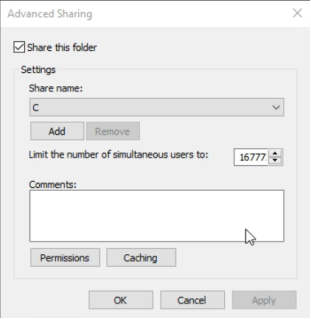 Advanced Sharing
Share this folder
Settings
Share name:
C
Add Remove
Limit the number of simultaneous users to: 16777
Comments:
Permissions Caching
OK Cancel Apply